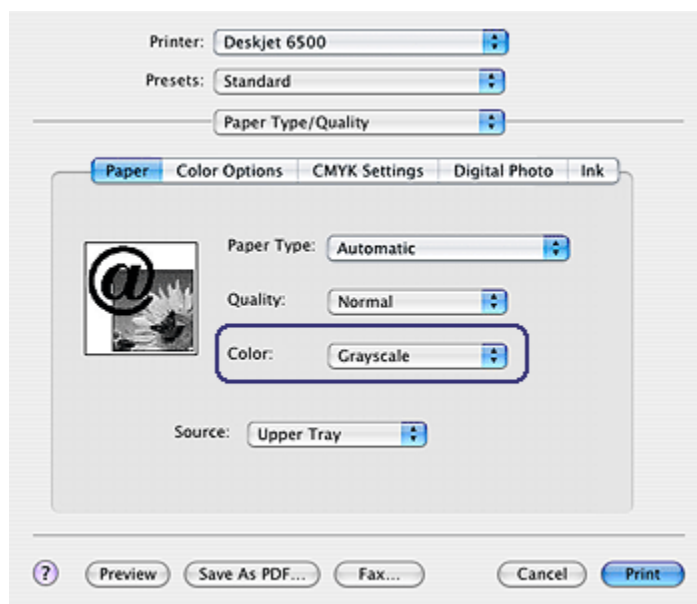 Printer: Deskjet 6500
Presets: Standard
Paper Type/Quality
Paper Color Options CMYK Settings Digital Photo Ink
@
Paper Type: Automatic
Quality: Normal
Color: Grayscale
Source: Upper Tray
? Preview Save As PDF... Fax... Cancel Print